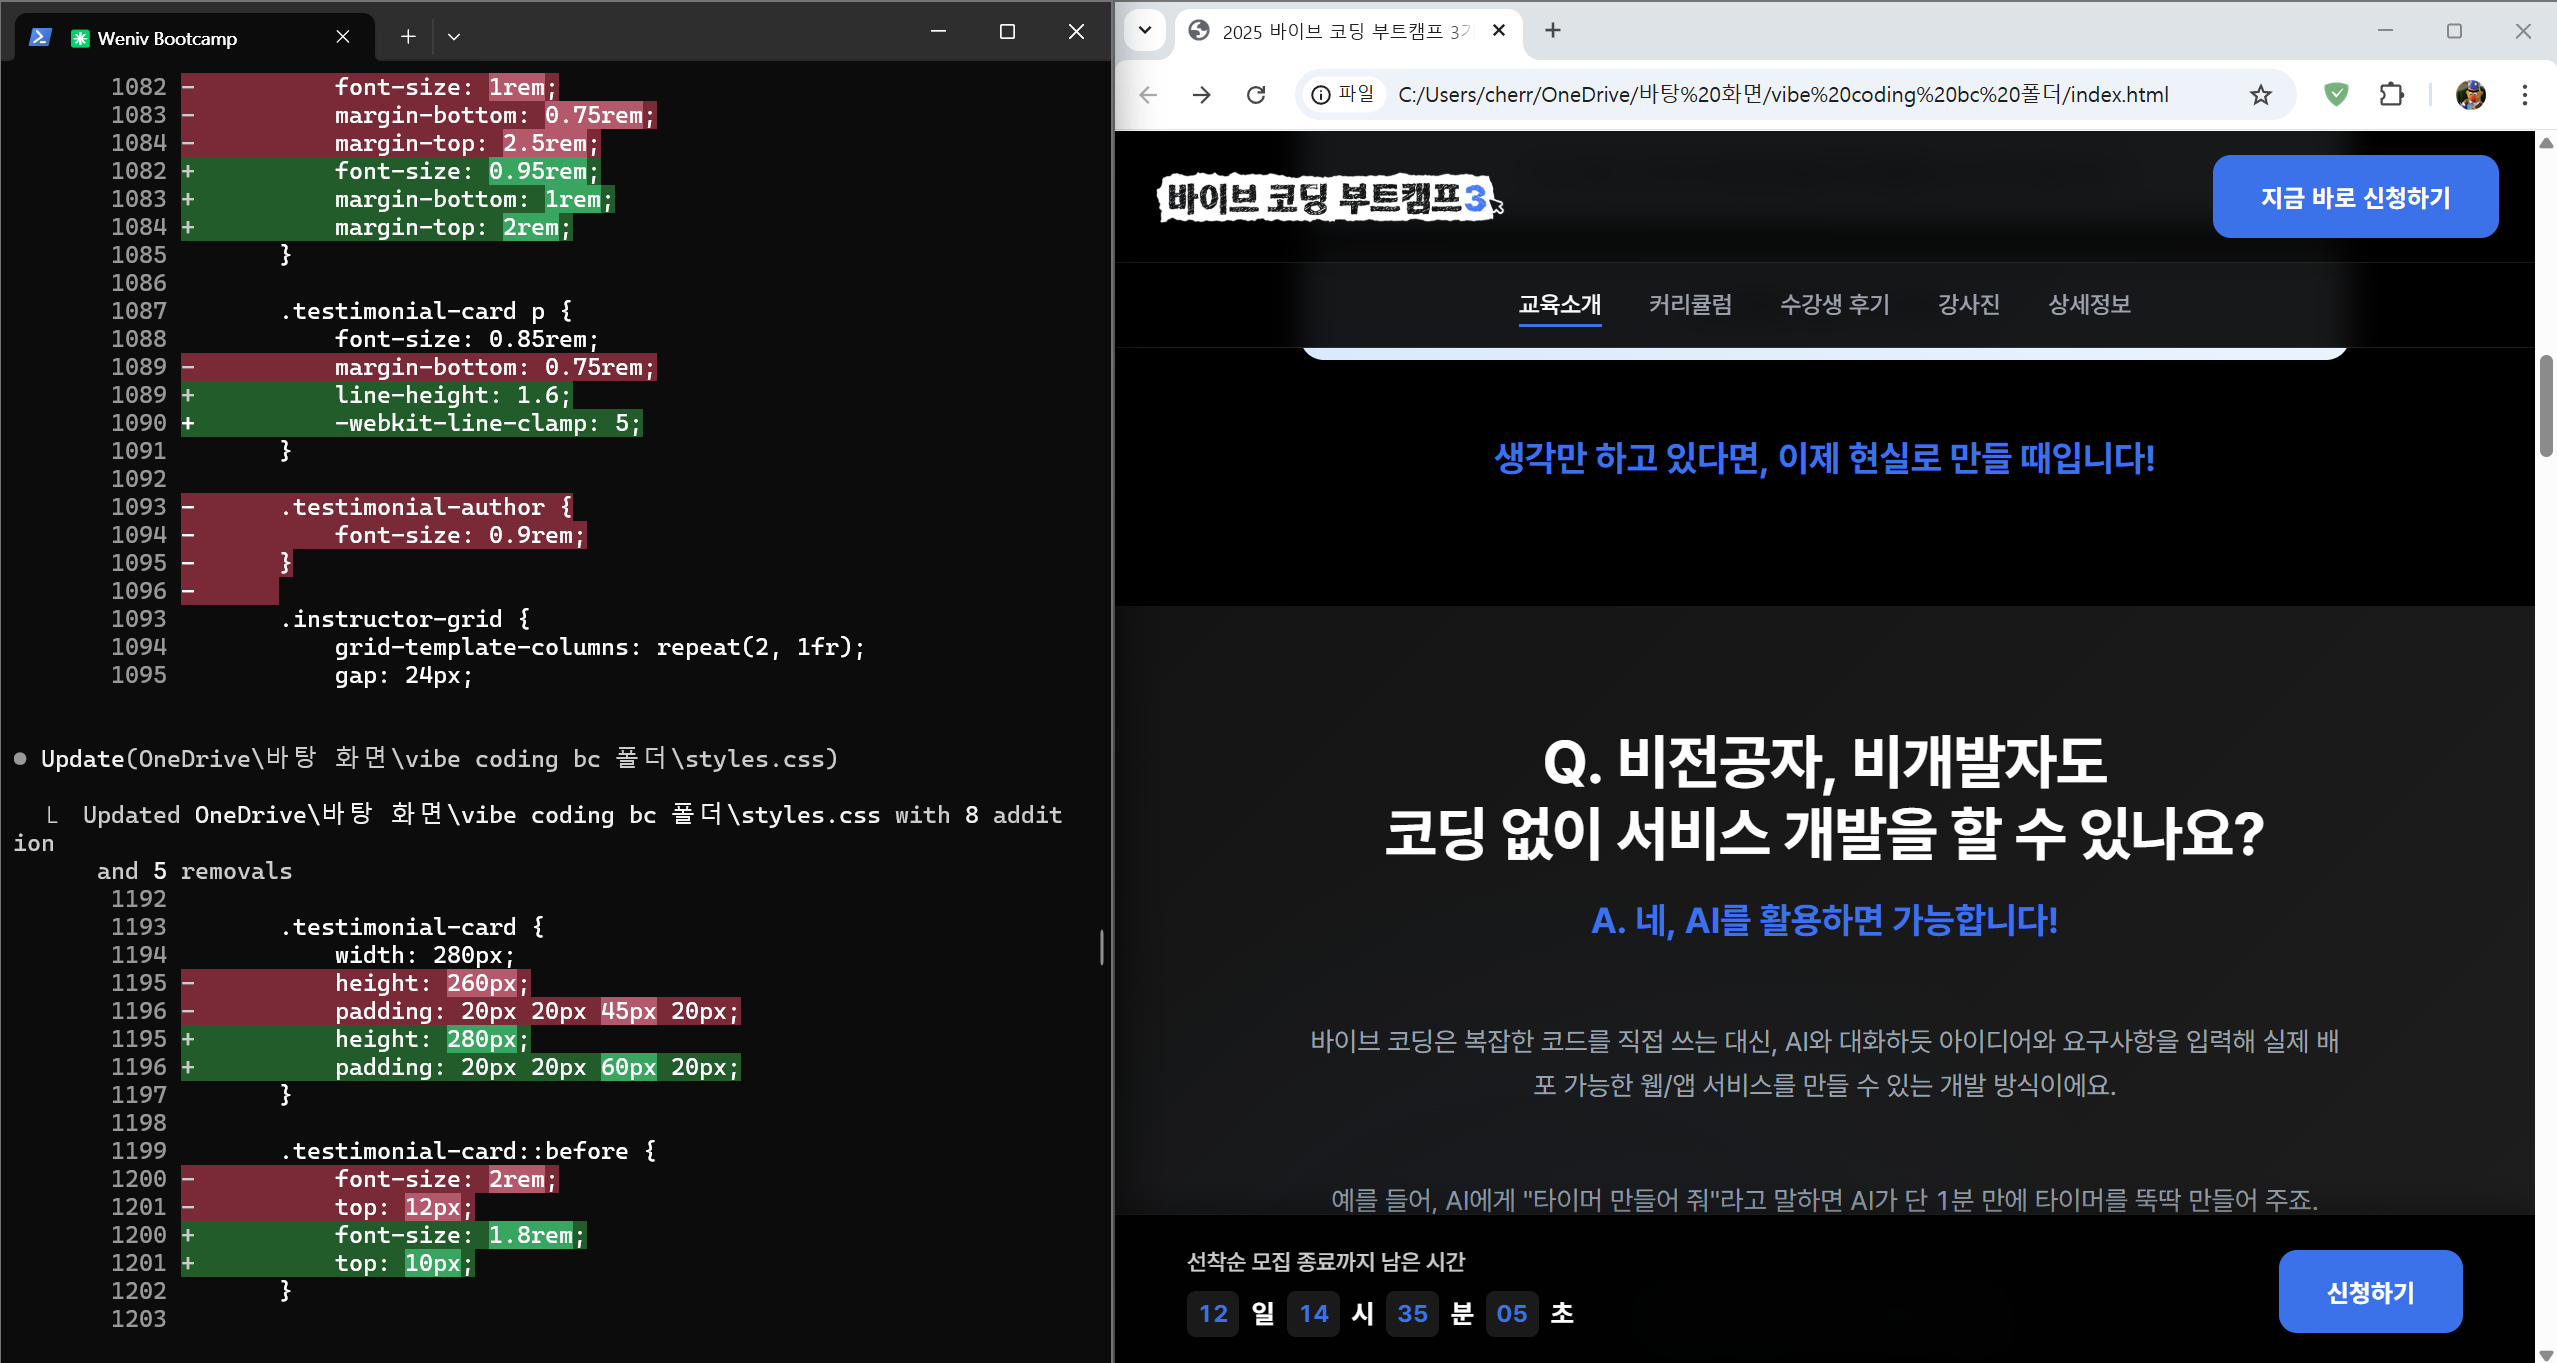 Weniv Bootcamp
1082 -           font-size: 1rem;
1083 -           margin-bottom: 0.75rem;
1084 -           margin-top: 2.5rem;
1082 +           font-size: 0.95rem;
1083 +           margin-bottom: 1rem;
1084 +           margin-top: 2rem;
1085         }
1086
1087         .testimonial-card p {
1088             font-size: 0.85rem;
1089 -           margin-bottom: 0.75rem;
1089 +           line-height: 1.6;
1090 +           -webkit-line-clamp: 5;
1091         }
1092
1093 -       .testimonial-author {
1094 -           font-size: 0.9rem;
1095 -       }
1096 -
1093         .instructor-grid {
1094             grid-template-columns: repeat(2, 1fr);
1095             gap: 24px;
● Update(OneDrive\바탕 화면\vibe coding bc 폴더\styles.css)
└ Updated OneDrive\바탕 화면\vibe coding bc 폴더\styles.css with 8 addit
ion
and 5 removals
1192
1193         .testimonial-card {
1194             width: 280px;
1195 -           height: 260px;
1196 -           padding: 20px 20px 45px 20px;
1195 +           height: 280px;
1196 +           padding: 20px 20px 60px 20px;
1197         }
1198
1199         .testimonial-card::before {
1200 -           font-size: 2rem;
1201 -           top: 12px;
1200 +           font-size: 1.8rem;
1201 +           top: 10px;
1202         }
1203
2025 바이브 코딩 부트캠프 3
파일 C:/Users/cherr/OneDrive/바탕%20화면/vibe%20coding%20bc%20폴더/index.html
바이브 코딩 부트캠프3
지금 바로 신청하기
교육소개 커리큘럼 수강생 후기 강사진 상세정보
생각만 하고 있다면, 이제 현실로 만들 때입니다!
Q. 비전공자, 비개발자도
코딩 없이 서비스 개발을 할 수 있나요?
A. 네, AI를 활용하면 가능합니다!
바이브 코딩은 복잡한 코드를 직접 쓰는 대신, AI와 대화하듯 아이디어와 요구사항을 입력해 실제 배
포 가능한 웹/앱 서비스를 만들 수 있는 개발 방식이에요.
예를 들어, AI에게 "타이머 만들어 줘"라고 말하면 AI가 단 1분 만에 타이머를 뚝딱 만들어 주죠.
선착순 모집 종료까지 남은 시간
12 일 14 시 35 분 05 초
신청하기